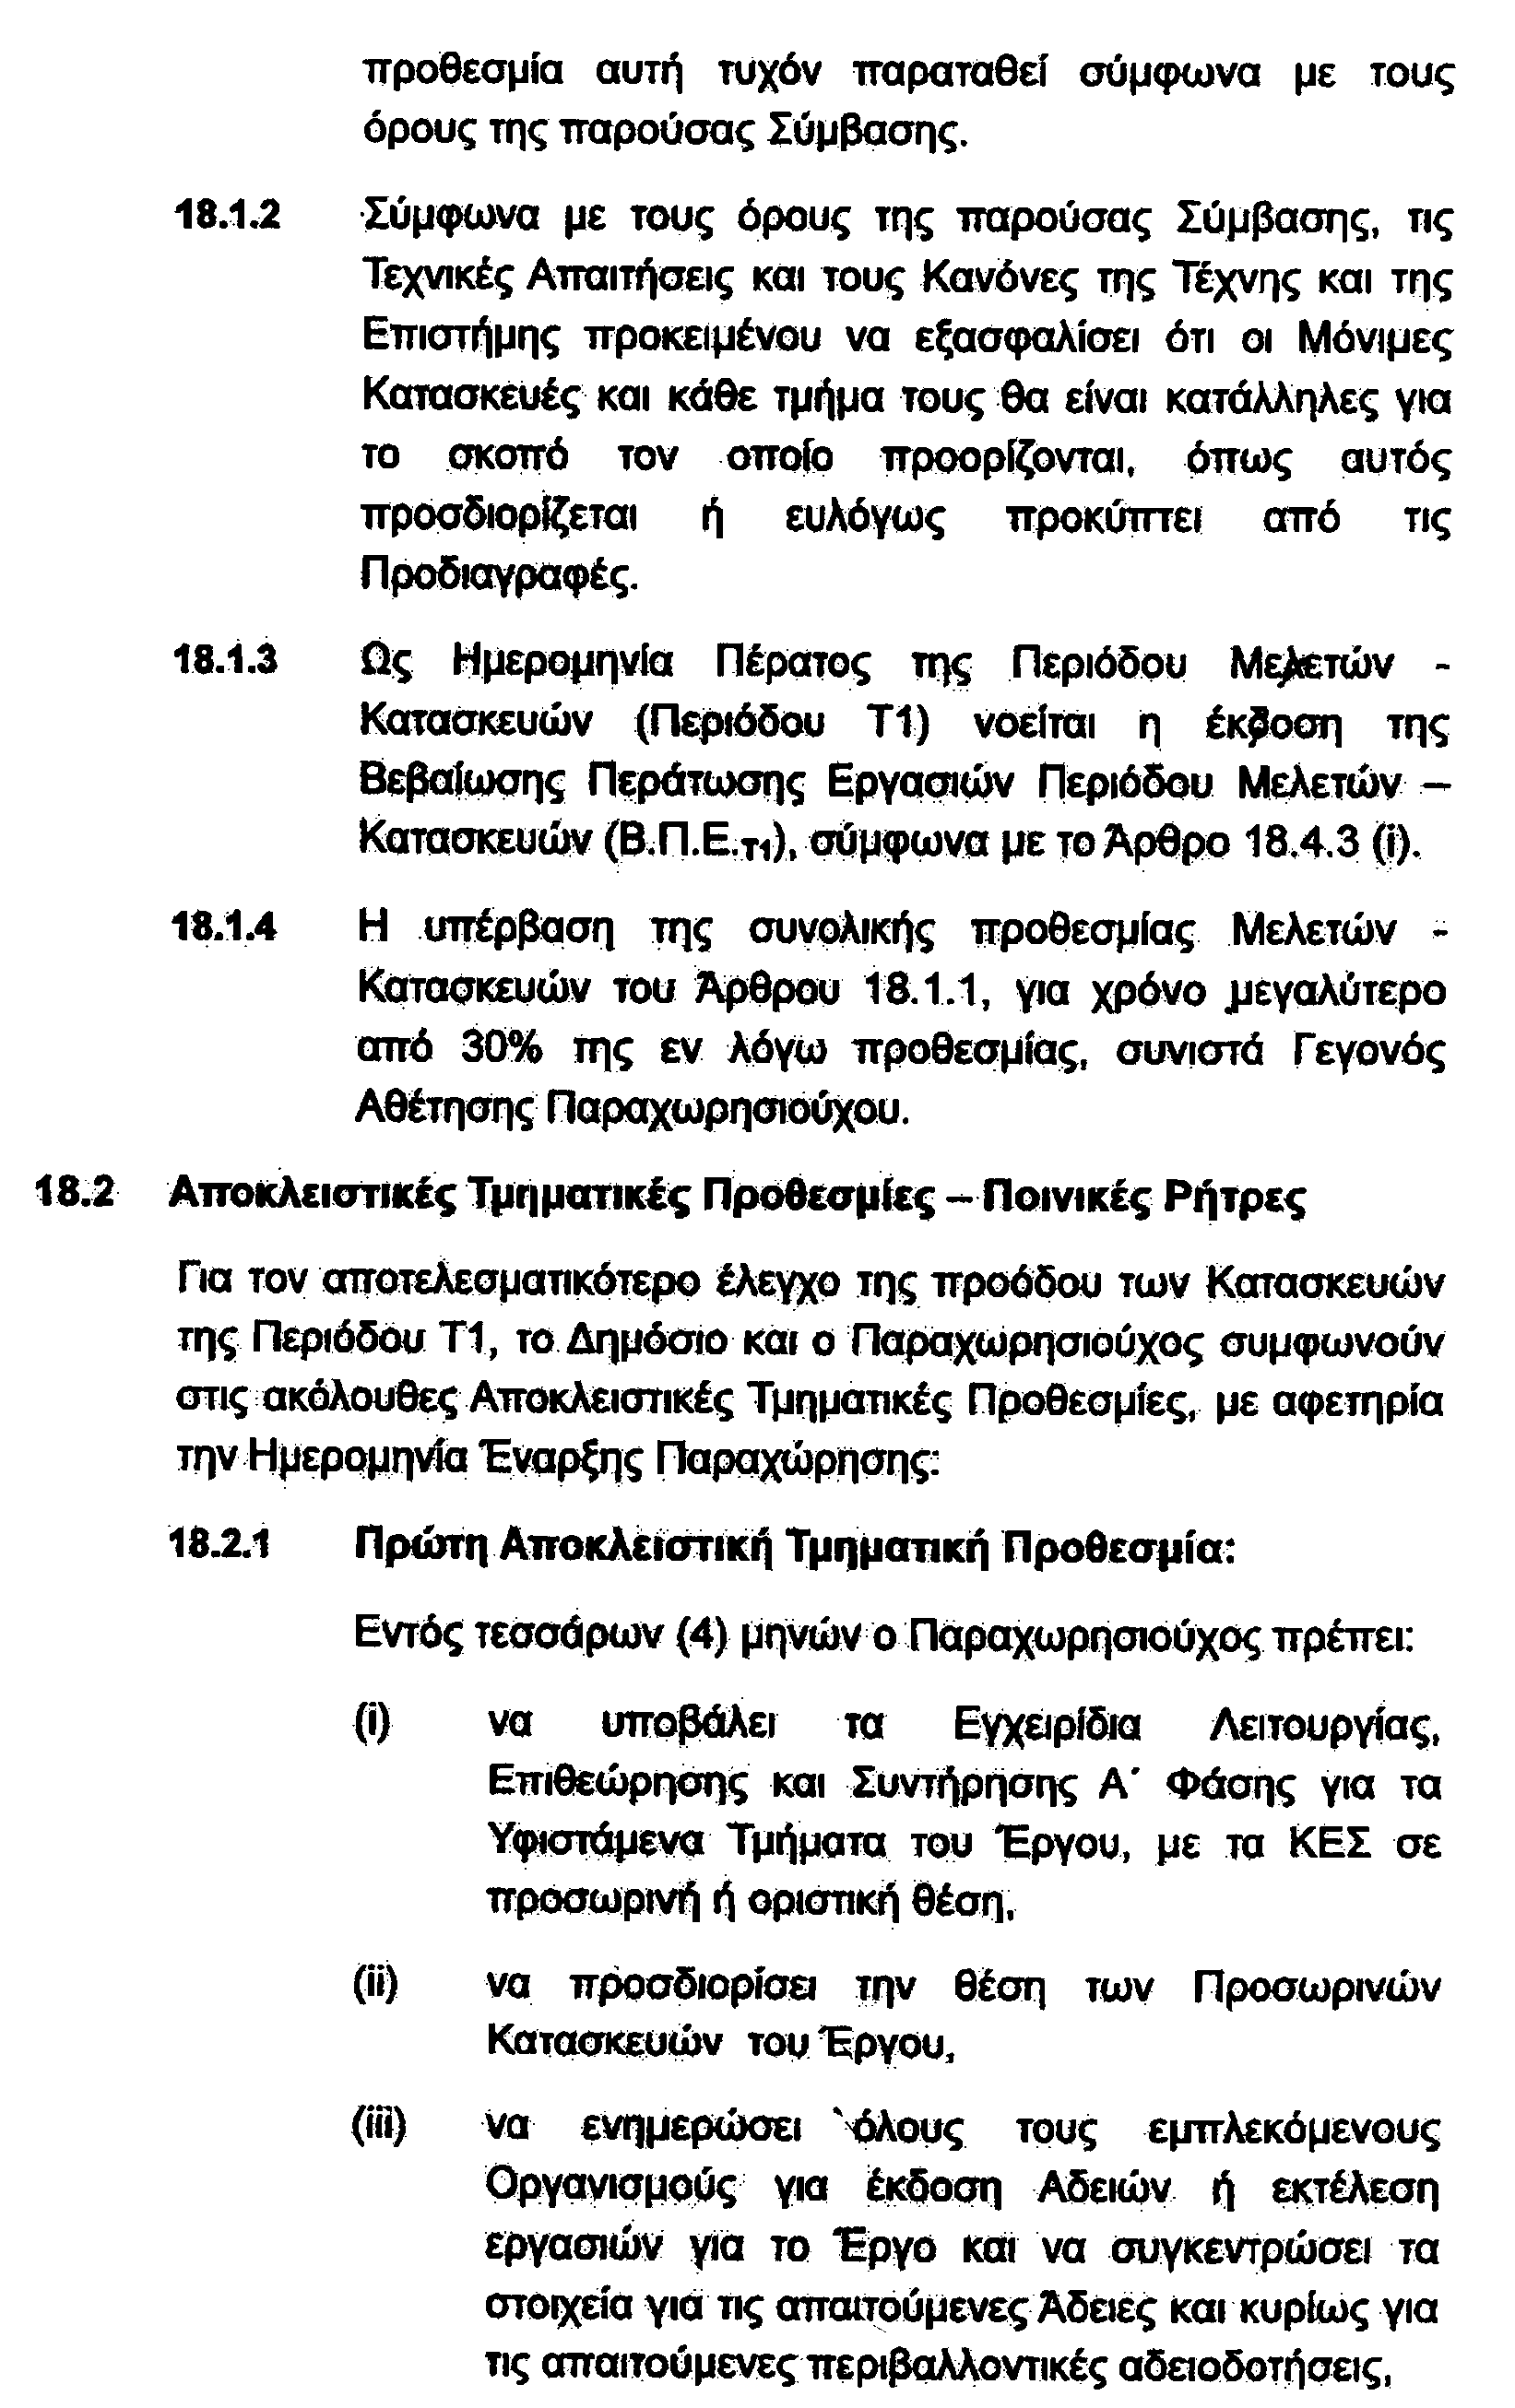 προθεσμία αυτή τυχόν παραταθεί σύμφωνα με τους
όρους της παρούσας Σύμβασης.
18.1.2 Σύμφωνα με τους όρους της παρούσας Σύμβασης, τις
Τεχνικές Απαιτήσεις και τους Κανόνες της Τέχνης και της
Επιστήμης προκειμένου να εξασφαλίσει ότι οι Μόνιμες
Κατασκευές και κάθε τμήμα τους θα είναι κατάλληλες για
το σκοπό τον οποίο προορίζονται, όπως αυτός
προσδιορίζεται ή ευλόγως προκύπτει από τις
Προδιαγραφές.
18.1.3 Ως Ημερομηνία Πέρατος της Περιόδου Μελετών -
Κατασκευών (Περιόδου Τ1) νοείται η έκδοση της
Βεβαίωσης Περάτωσης Εργασιών Περιόδου Μελετών –
Κατασκευών (Β.Π.Ε.Τ1), σύμφωνα με το Άρθρο 18.4.3 (i).
18.1.4 Η υπέρβαση της συνολικής προθεσμίας Μελετών -
Κατασκευών του Άρθρου 18.1.1, για χρόνο μεγαλύτερο
από 30% της εν λόγω προθεσμίας, συνιστά Γεγονός
Αθέτησης Παραχωρησιούχου.
18.2 Αποκλειστικές Τμηματικές Προθεσμίες – Ποινικές Ρήτρες
Για τον αποτελεσματικότερο έλεγχο της προόδου των Κατασκευών
της Περιόδου Τ1, το Δημόσιο και ο Παραχωρησιούχος συμφωνούν
στις ακόλουθες Αποκλειστικές Τμηματικές Προθεσμίες, με αφετηρία
την Ημερομηνία Έναρξης Παραχώρησης:
18.2.1 Πρώτη Αποκλειστική Τμηματική Προθεσμία:
Εντός τεσσάρων (4) μηνών ο Παραχωρησιούχος πρέπει:
(i) να υποβάλει τα Εγχειρίδια Λειτουργίας,
Επιθεώρησης και Συντήρησης Α' Φάσης για τα
Υφιστάμενα Τμήματα του Έργου, με τα ΚΕΣ σε
προσωρινή ή οριστική θέση,
(ii) να προσδιορίσει την θέση των Προσωρινών
Κατασκευών του Έργου,
(iii) να ενημερώσει όλους τους εμπλεκόμενους
Οργανισμούς για έκδοση Αδειών ή εκτέλεση
εργασιών για το Έργο και να συγκεντρώσει τα
στοιχεία για τις απαιτούμενες Άδειες και κυρίως για
τις απαιτούμενες περιβαλλοντικές αδειοδοτήσεις,